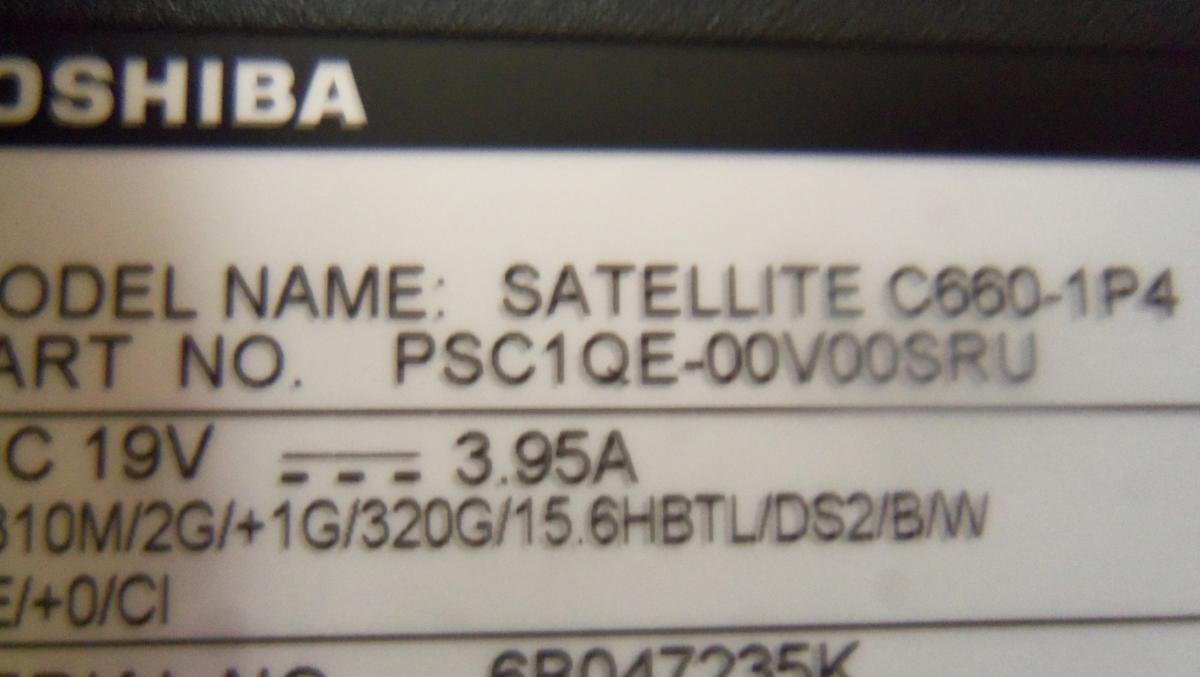 OSHIBA
ODEL NAME: SATELLITE C660-1P4
ART NO. PSC1QE-00V00SRU
C 19V 3.95A
310M/2G/+1G/320G/15.6HBTL/DS2/B/W
E/+0/CI
6B047235K